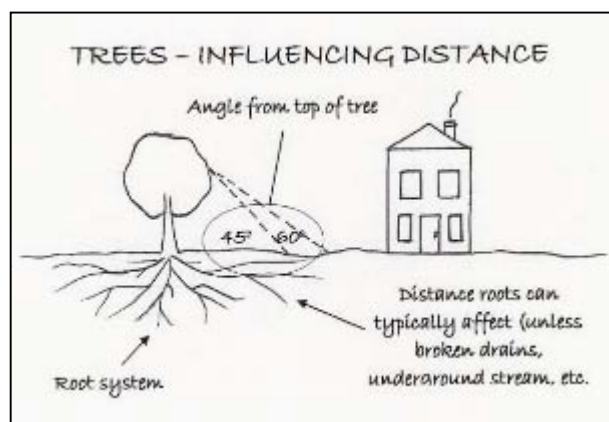 TREES – INFLUENCING DISTANCE
Angle from top of tree
45°
60°
Distance roots can
typically affect (unless
broken drains,
underground stream, etc.
Root system